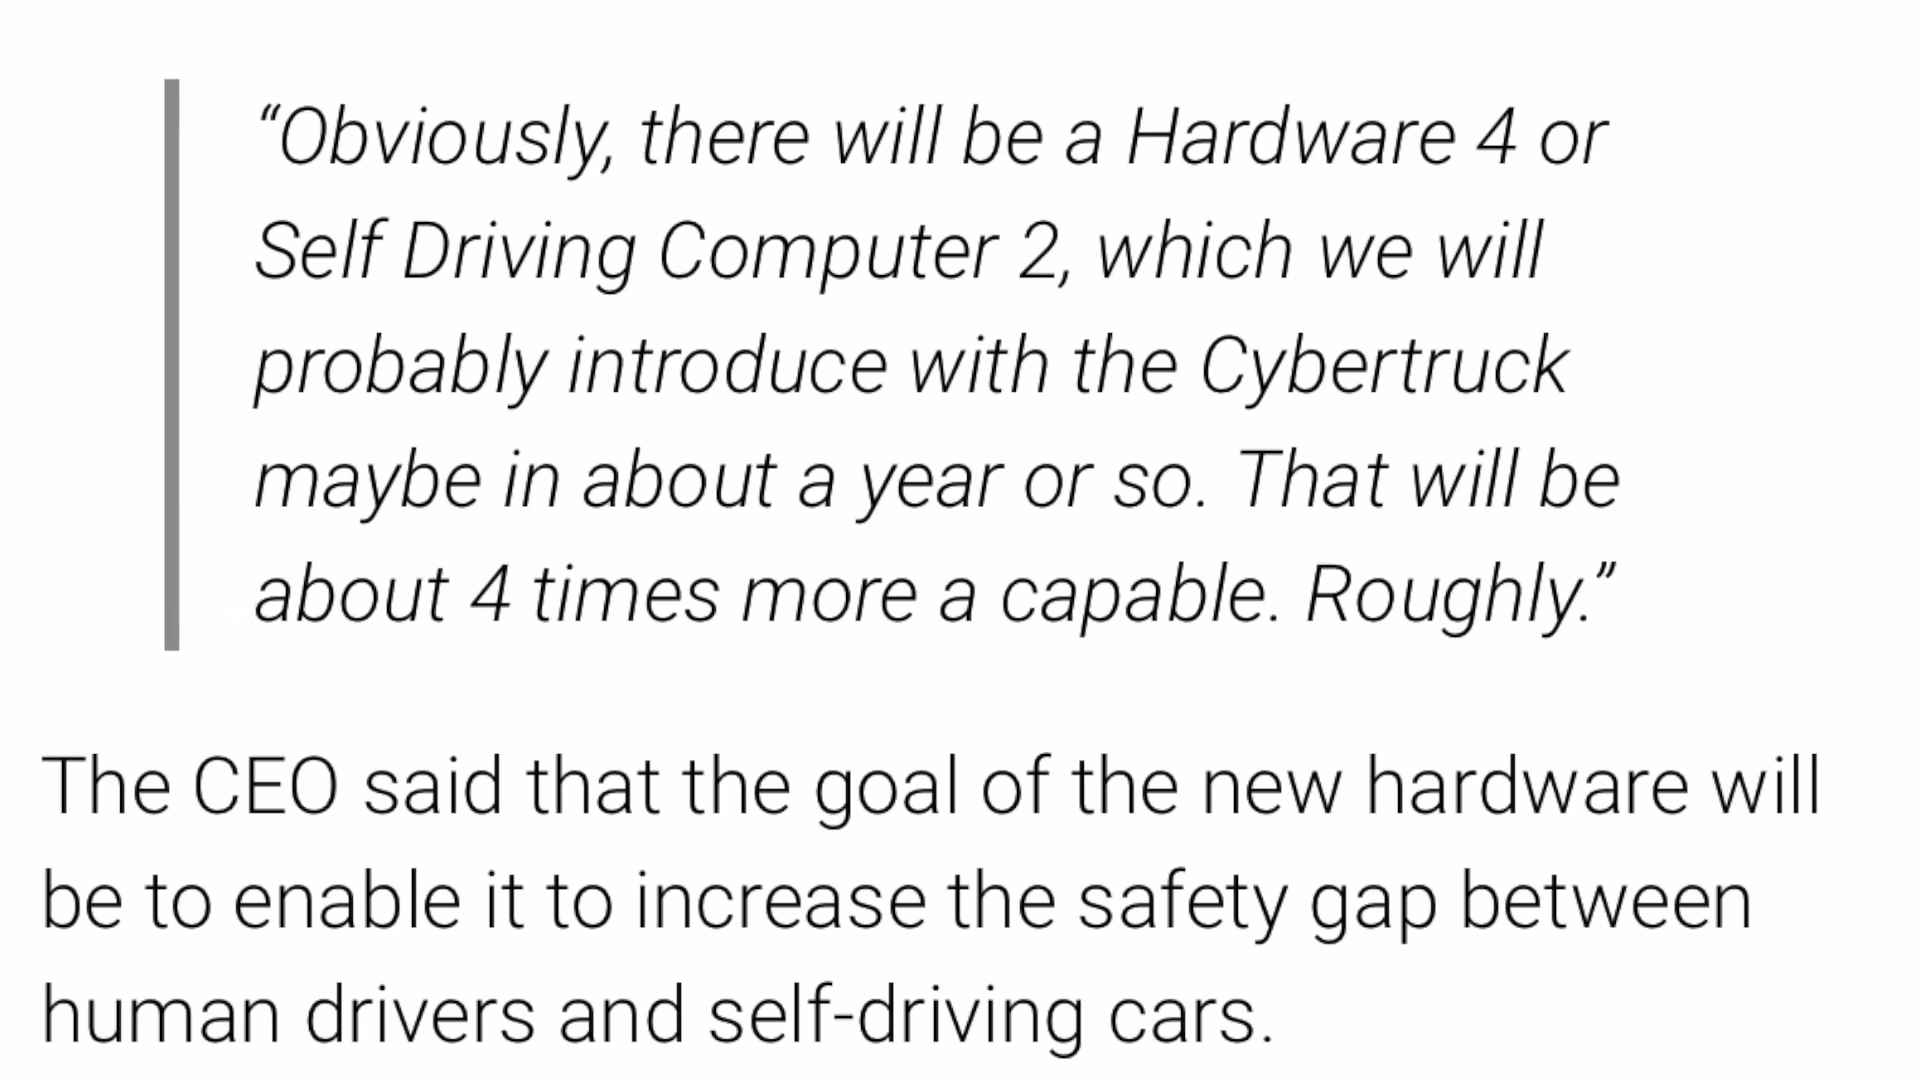 “Obviously, there will be a Hardware 4 or
Self Driving Computer 2, which we will
probably introduce with the Cybertruck
maybe in about a year or so. That will be
about 4 times more a capable. Roughly.”
The CEO said that the goal of the new hardware will
be to enable it to increase the safety gap between
human drivers and self-driving cars.